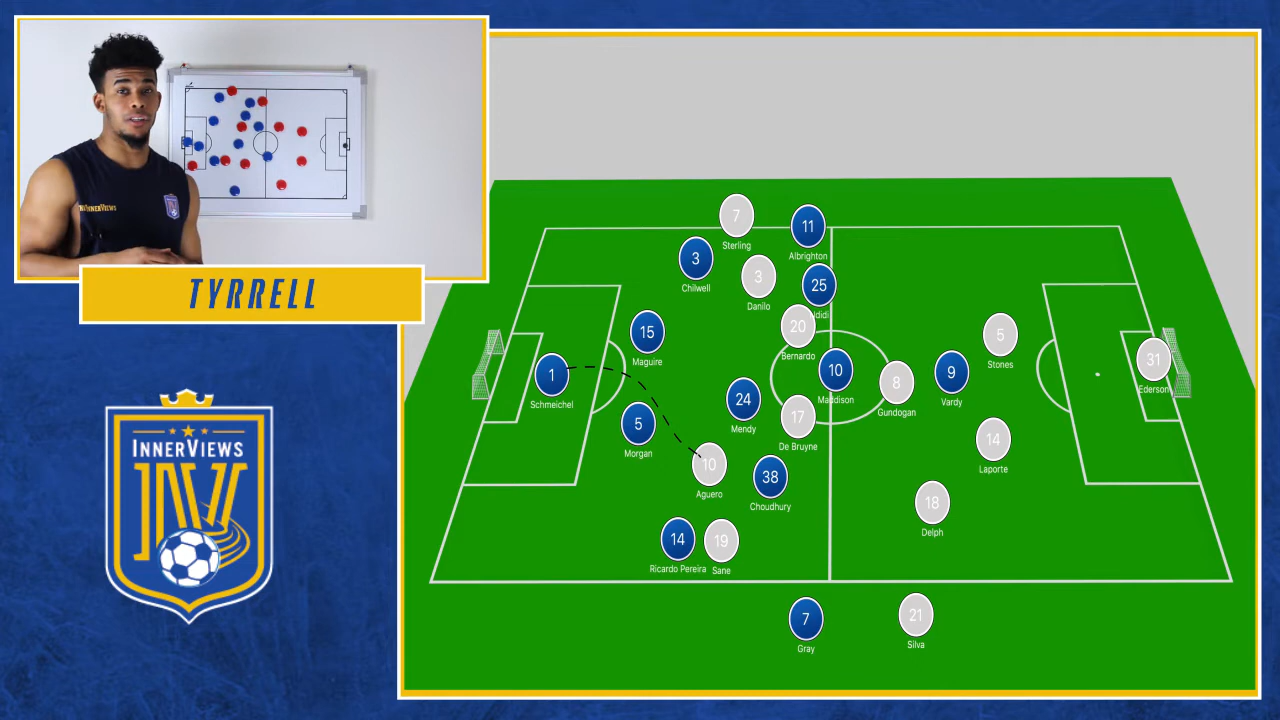 INNERVIEWS
TYRRELL
INNERVIEWS
IV
7
Sterling
11
Albrighton
3
Chilwell
3
Danilo
25
Ndidi
20
Bernardo
15
Maguire
5
Stones
31
Ederson
1
Schmeichel
10
Maddison
8
Gundogan
9
Vardy
24
Mendy
17
De Bruyne
5
Morgan
14
Laporte
10
Aguero
38
Choudhury
18
Delph
14
Ricardo Pereira
19
Sane
7
Gray
21
Silva